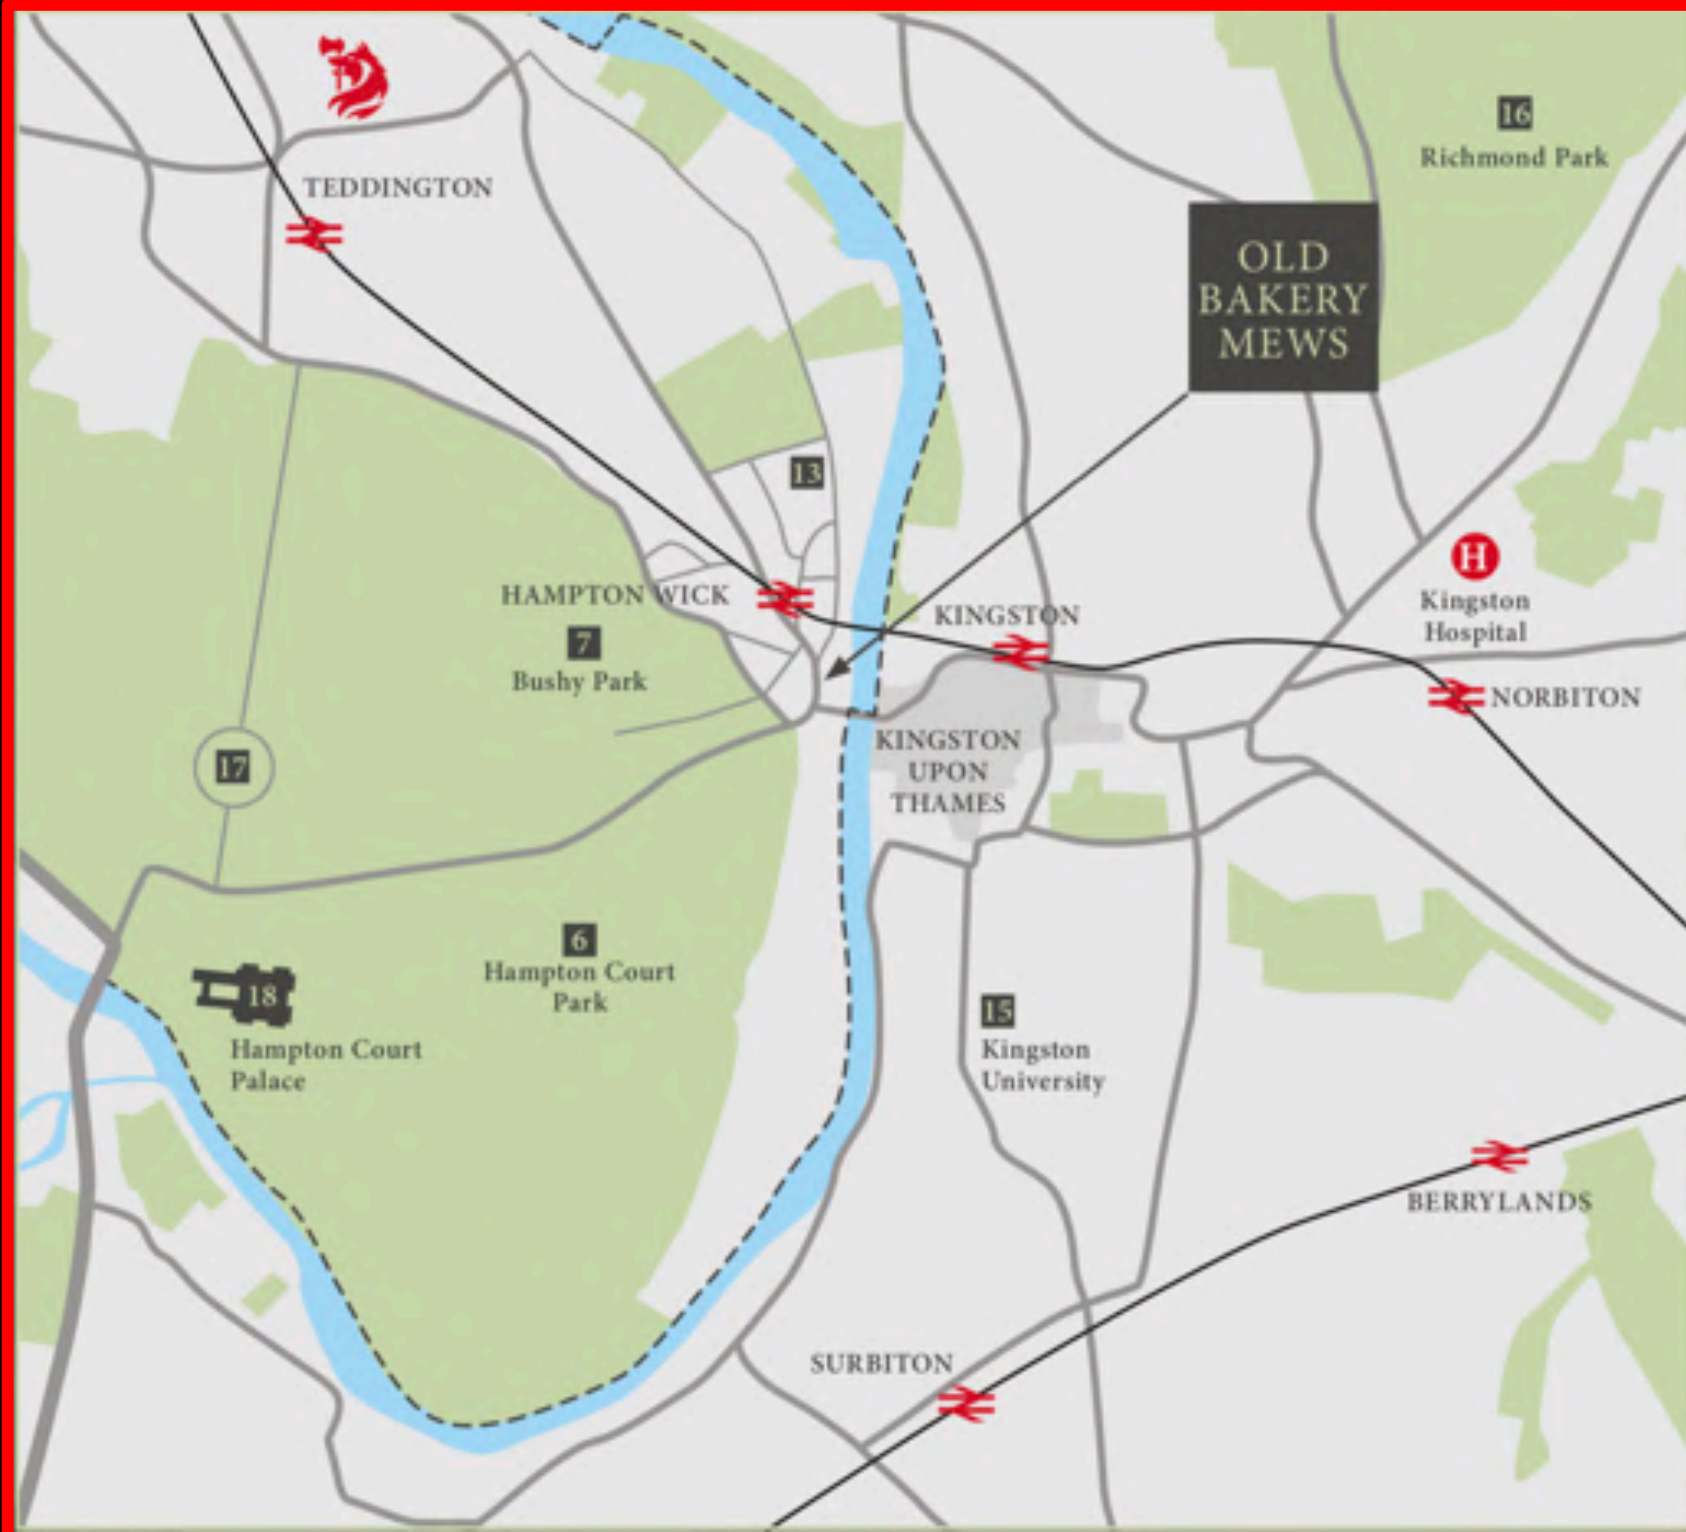 16
Richmond Park
TEDDINGTON
OLD
BAKERY
MEWS
13
H
Kingston
Hospital
HAMPTON WICK
KINGSTON
7
Bushy Park
NORBITON
17
KINGSTON
UPON
THAMES
6
Hampton Court
Park
18
Hampton Court
Palace
15
Kingston
University
BERRYLANDS
SURBITON